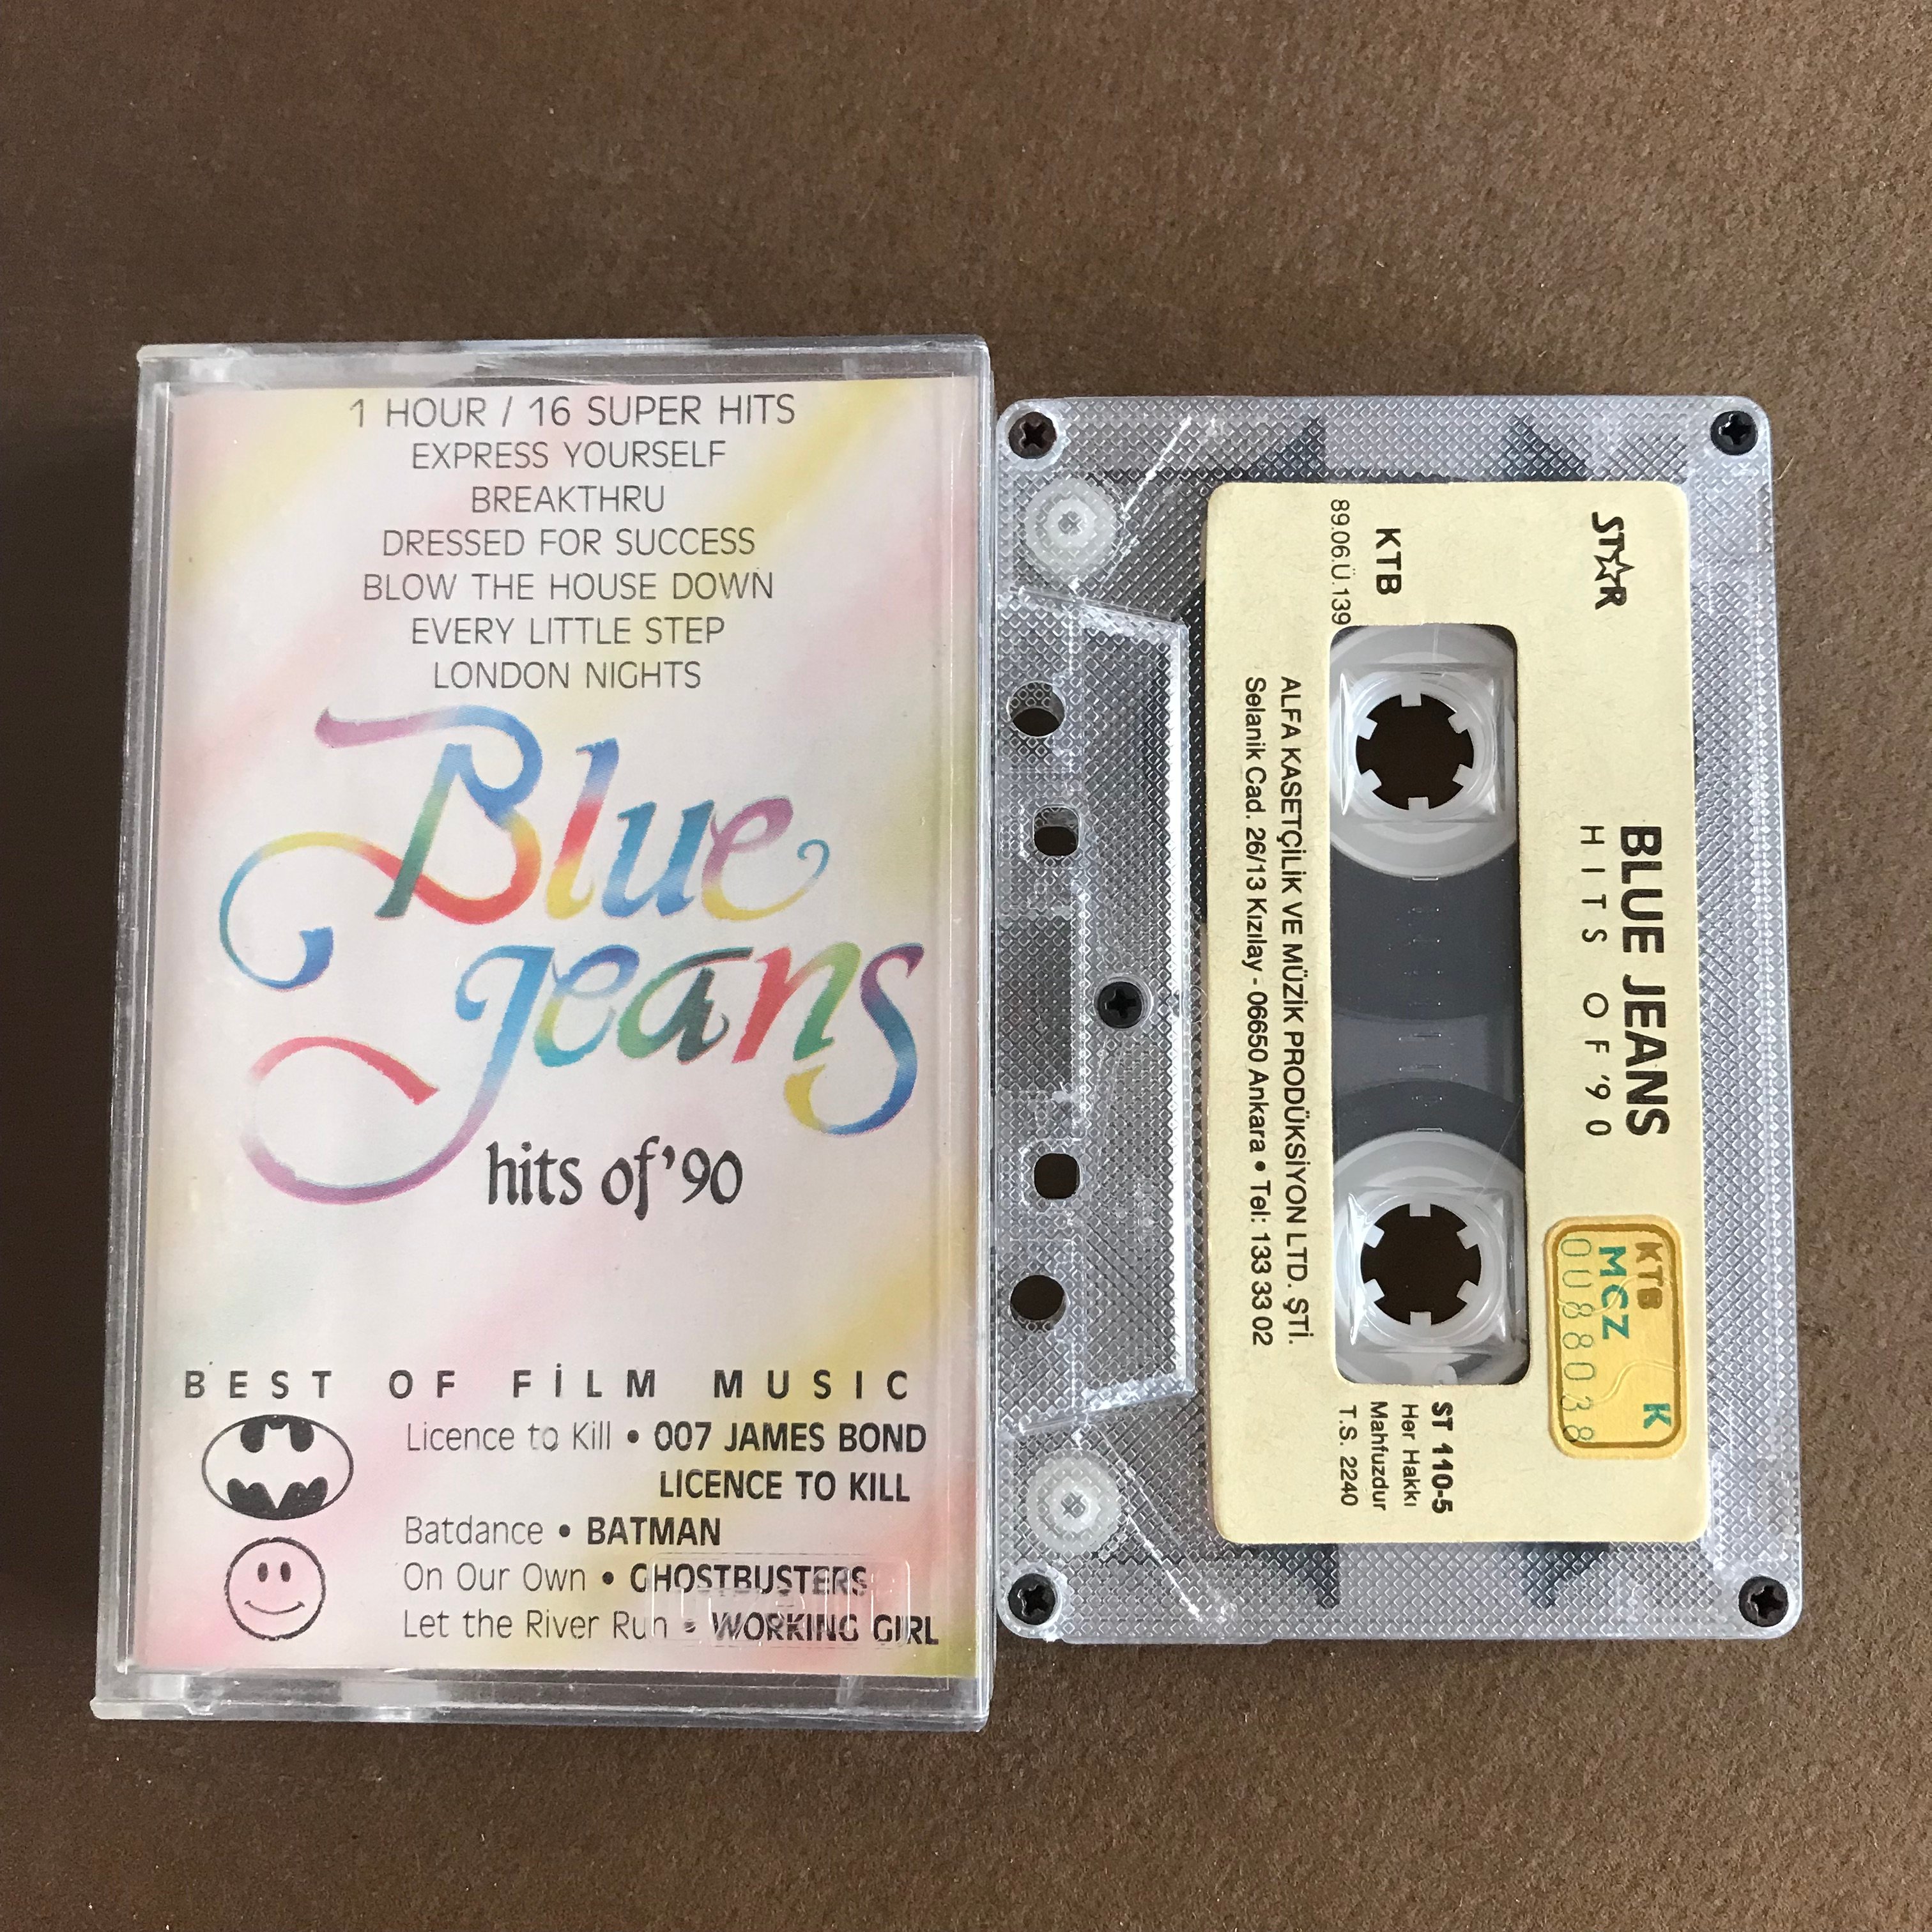 1 HOUR / 16 SUPER HITS
EXPRESS YOURSELF
BREAKTHRU
DRESSED FOR SUCCESS
BLOW THE HOUSE DOWN
EVERY LITTLE STEP
LONDON NIGHTS
Blue
Jeans
hits of '90
BEST OF FİLM MUSIC
Licence to Kill • 007 JAMES BOND
LICENCE TO KILL
Batdance • BATMAN
On Our Own • GHOSTBUSTERS
Let the River Run • WORKING GIRL
STAR
BLUE JEANS
HITS OF '90
KTB
89.06.Ü.139
KTB K
MCZ
ST 110-5
Her Hakkı
Mahfuzdur
T.S. 2240
ALFA KASETÇİLİK VE MÜZİK PRODÜKSİYON LTD. ŞTİ.
Selanik Cad. 26/13 Kızılay - 06650 Ankara • Tel: 133 33 02